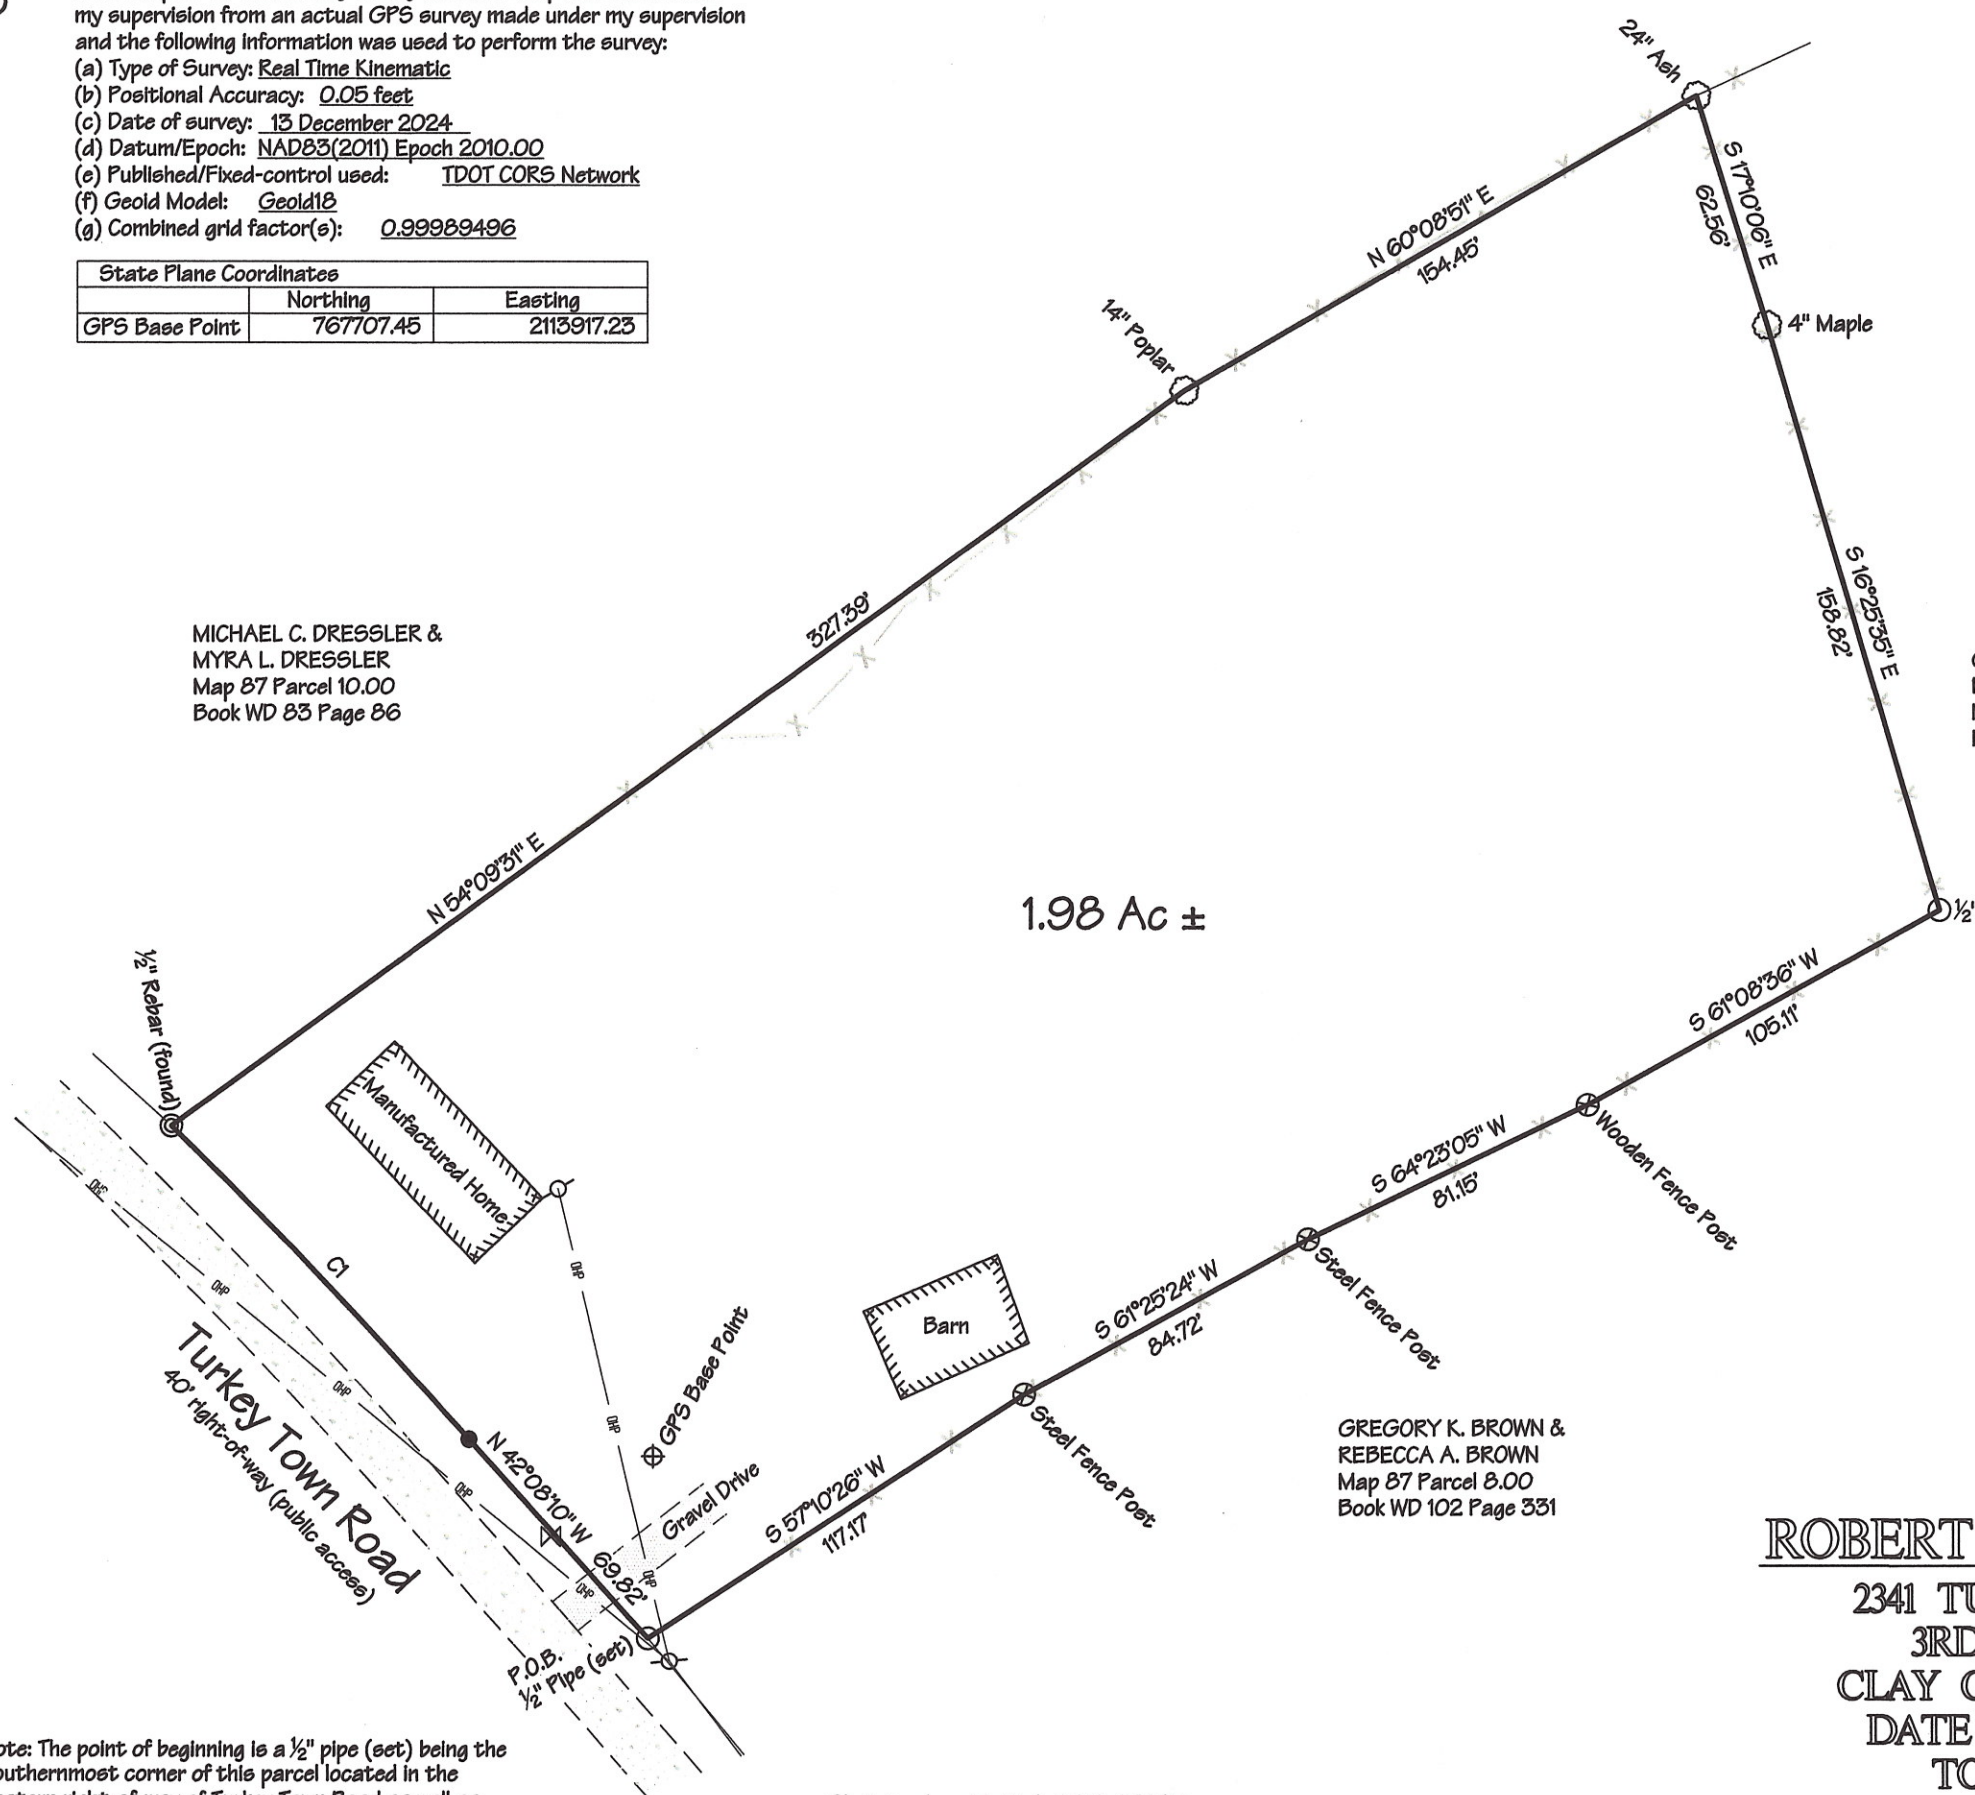 my supervision from an actual GPS survey made under my supervision
and the following information was used to perform the survey:
(a) Type of Survey: Real Time Kinematic
(b) Positional Accuracy: 0.05 feet
(c) Date of survey: 13 December 2024
(d) Datum/Epoch: NAD83(2011) Epoch 2010.00
(e) Published/Fixed-control used: TDOT CORS Network
(f) Geoid Model: Geoid18
(g) Combined grid factor(s): 0.99989496
State Plane Coordinates
Northing Easting
GPS Base Point 767707.45 2113917.23
24" Ash
N 60°08'51" E
154.45'
S 17°10'06" E
62.56'
14" Poplar
4" Maple
327.39'
N 54°09'31" E
S 16°25'35" E
158.82'
MICHAEL C. DRESSLER &
MYRA L. DRESSLER
Map 87 Parcel 10.00
Book WD 83 Page 86
1.98 Ac ±
½"
½" Rebar (found)
S 61°08'36" W
105.11'
Manufactured Home
S 64°23'05" W
81.15'
Wooden Fence Post
OHP
OHP
OHP
OHP
OHP
OHP
OHP
OHP
C1
Barn
S 61°25'24" W
84.72'
Steel Fence Post
GPS Base Point
Turkey Town Road
40' right-of-way (public access)
N 42°08'10" W
69.82'
Gravel Drive
S 57°10'26" W
117.17'
Steel Fence Post
GREGORY K. BROWN &
REBECCA A. BROWN
Map 87 Parcel 8.00
Book WD 102 Page 331
P.O.B.
½" Pipe (set)
ROBERT
2341 TU
3RD
CLAY C
DATE
TO
ote: The point of beginning is a ½" pipe (set) being the
outhernmost corner of this parcel located in the